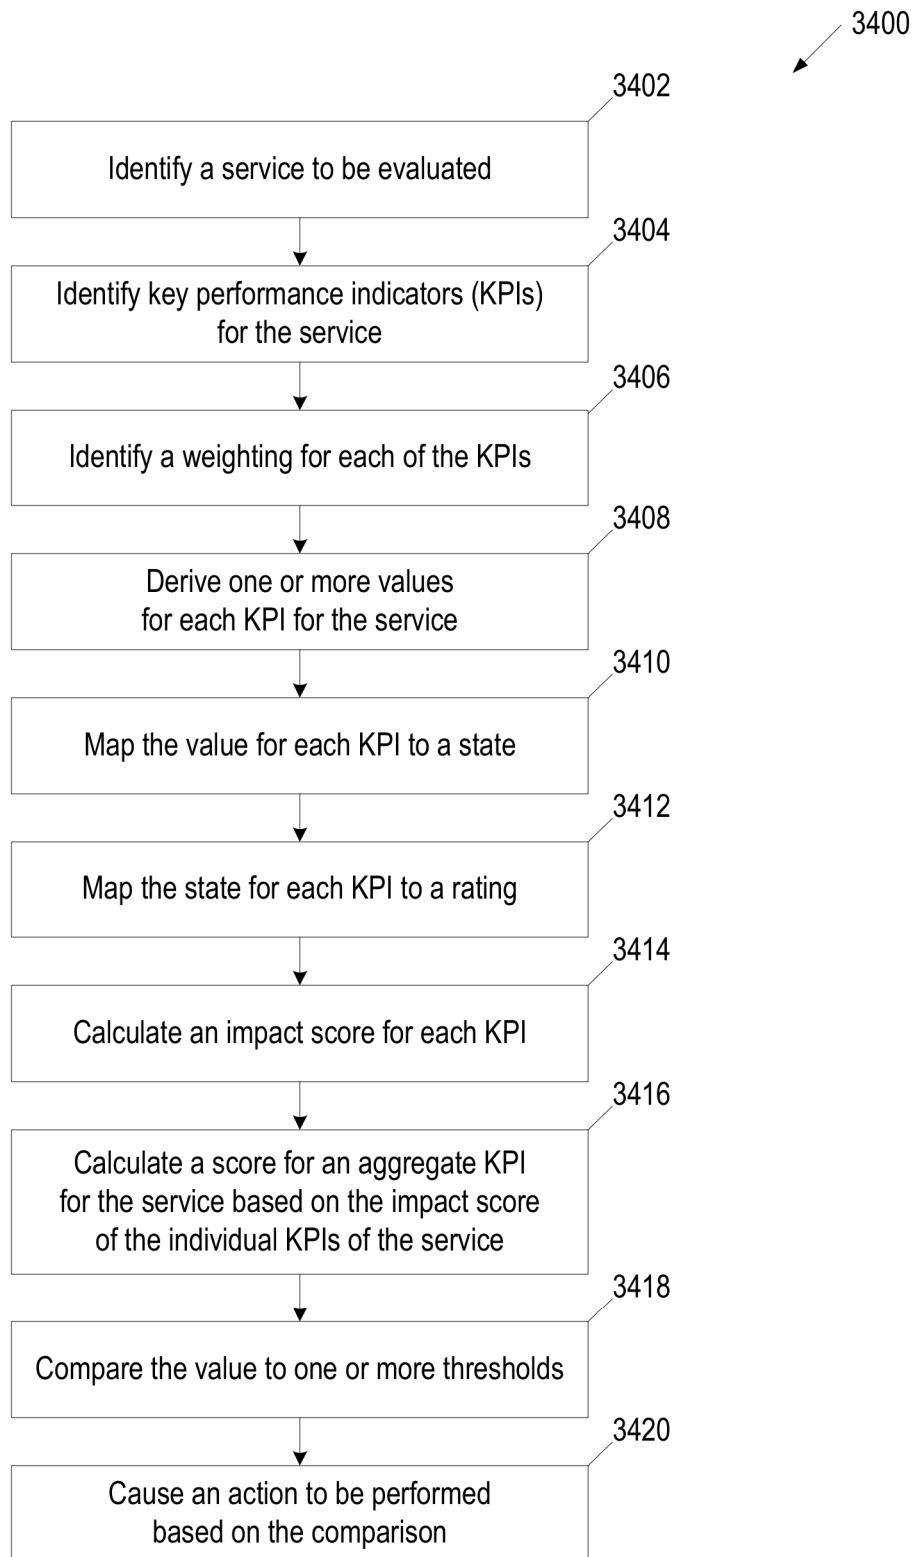 3400
3402
Identify a service to be evaluated
3404
Identify key performance indicators (KPIs)
for the service
3406
Identify a weighting for each of the KPIs
3408
Derive one or more values
for each KPI for the service
3410
Map the value for each KPI to a state
3412
Map the state for each KPI to a rating
3414
Calculate an impact score for each KPI
3416
Calculate a score for an aggregate KPI
for the service based on the impact score
of the individual KPIs of the service
3418
Compare the value to one or more thresholds
3420
Cause an action to be performed
based on the comparison